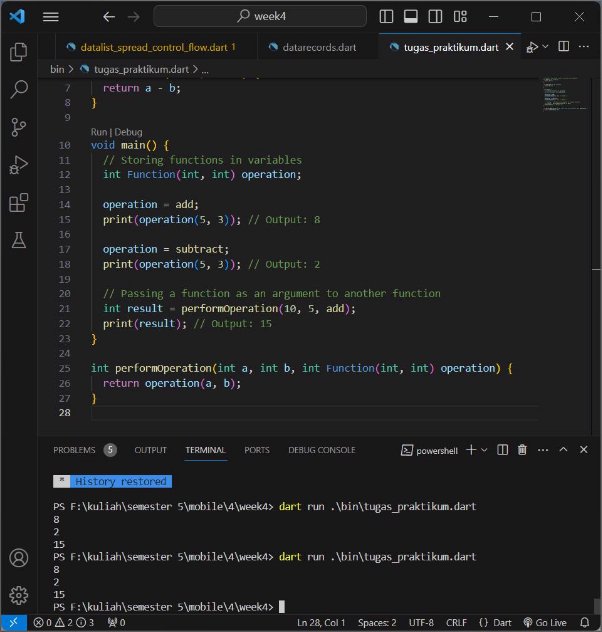 week4
datalist_spread_control_flow.dart 1
datarecords.dart
tugas_praktikum.dart
bin > tugas_praktikum.dart > ...
7 return a - b;
8 }
9
Run | Debug
10 void main() {
11 // Storing functions in variables
12 int Function(int, int) operation;
13
14 operation = add;
15 print(operation(5, 3)); // Output: 8
16
17 operation = subtract;
18 print(operation(5, 3)); // Output: 2
19
20 // Passing a function as an argument to another function
21 int result = performOperation(10, 5, add);
22 print(result); // Output: 15
23 }
24
25 int performOperation(int a, int b, int Function(int, int) operation) {
26 return operation(a, b);
27 }
28
PROBLEMS 5 OUTPUT TERMINAL PORTS DEBUG CONSOLE powershell
* History restored
PS F:\kuliah\semester 5\mobile\4\week4> dart run .\bin\tugas_praktikum.dart
8
2
15
PS F:\kuliah\semester 5\mobile\4\week4> dart run .\bin\tugas_praktikum.dart
8
2
15
PS F:\kuliah\semester 5\mobile\4\week4>
0 2 3 0 Ln 28, Col 1 Spaces: 2 UTF-8 CRLF {} Dart Go Live